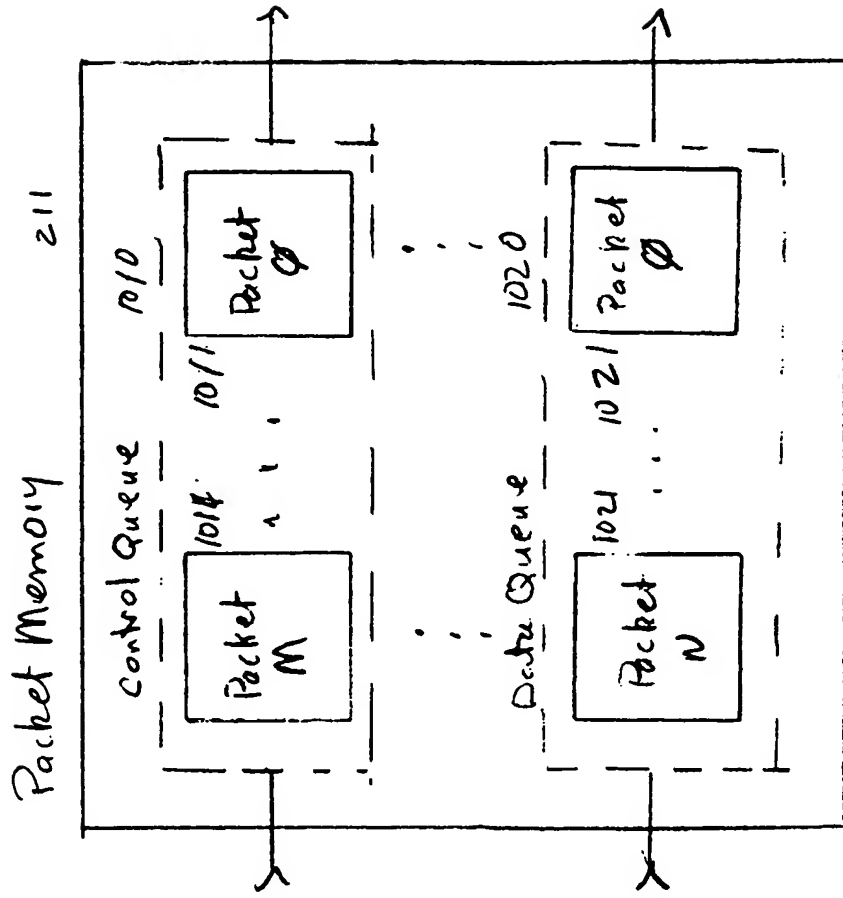 Packet Memory 211
Control Queue 1010
1014 1011
Packet Packet
M Ø
Data Queue 1020
1021 1021
Packet Packet
N Ø